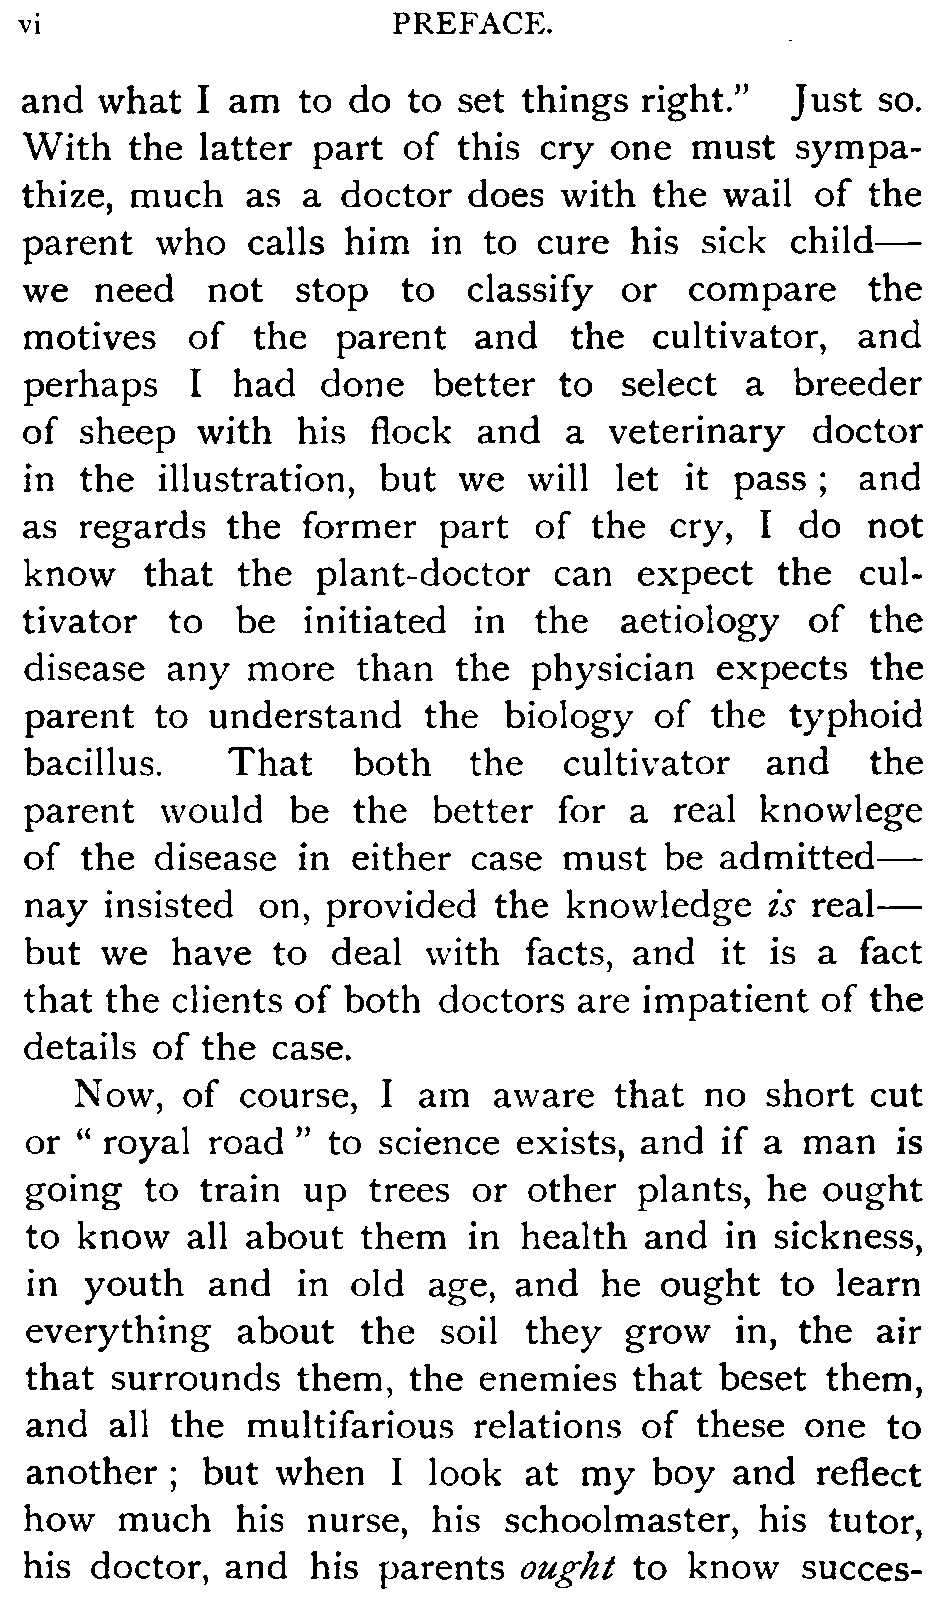 vi PREFACE.
and what I am to do to set things right.” Just so.
With the latter part of this cry one must sympa-
thize, much as a doctor does with the wail of the
parent who calls him in to cure his sick child—
we need not stop to classify or compare the
motives of the parent and the cultivator, and
perhaps I had done better to select a breeder
of sheep with his flock and a veterinary doctor
in the illustration, but we will let it pass ; and
as regards the former part of the cry, I do not
know that the plant-doctor can expect the cul-
tivator to be initiated in the aetiology of the
disease any more than the physician expects the
parent to understand the biology of the typhoid
bacillus. That both the cultivator and the
parent would be the better for a real knowlege
of the disease in either case must be admitted—
nay insisted on, provided the knowledge is real—
but we have to deal with facts, and it is a fact
that the clients of both doctors are impatient of the
details of the case.
Now, of course, I am aware that no short cut
or “ royal road ” to science exists, and if a man is
going to train up trees or other plants, he ought
to know all about them in health and in sickness,
in youth and in old age, and he ought to learn
everything about the soil they grow in, the air
that surrounds them, the enemies that beset them,
and all the multifarious relations of these one to
another ; but when I look at my boy and reflect
how much his nurse, his schoolmaster, his tutor,
his doctor, and his parents ought to know succes-